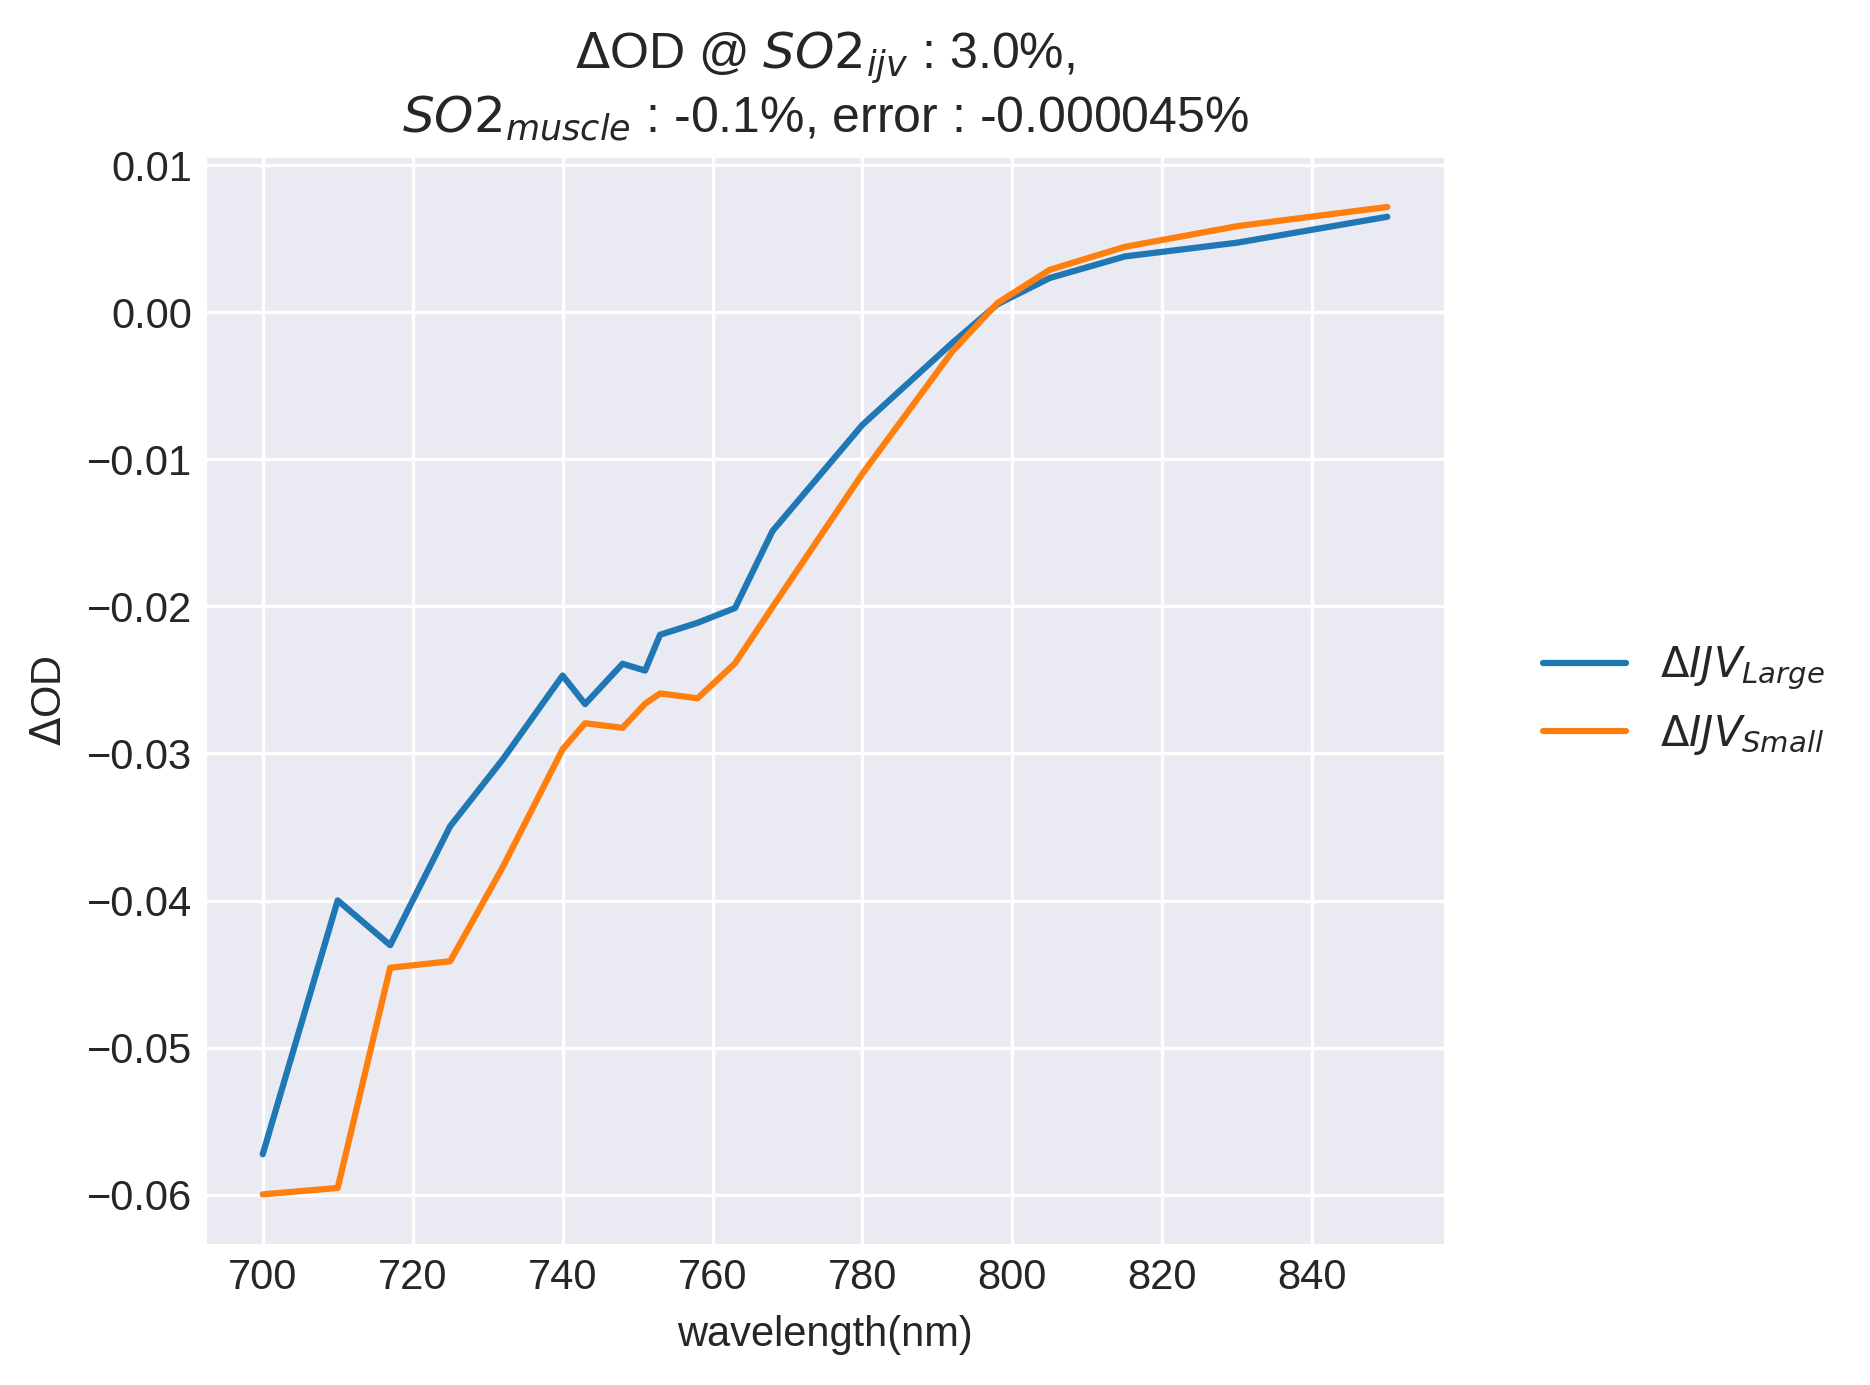 ΔOD @ SO2ijv : 3.0%,
SO2muscle : -0.1%, error : -0.000045%
0.01
0.00
−0.01
−0.02
−0.03
−0.04
−0.05
−0.06
ΔOD
700 720 740 760 780 800 820 840
wavelength(nm)
ΔIJVLarge
ΔIJVSmall